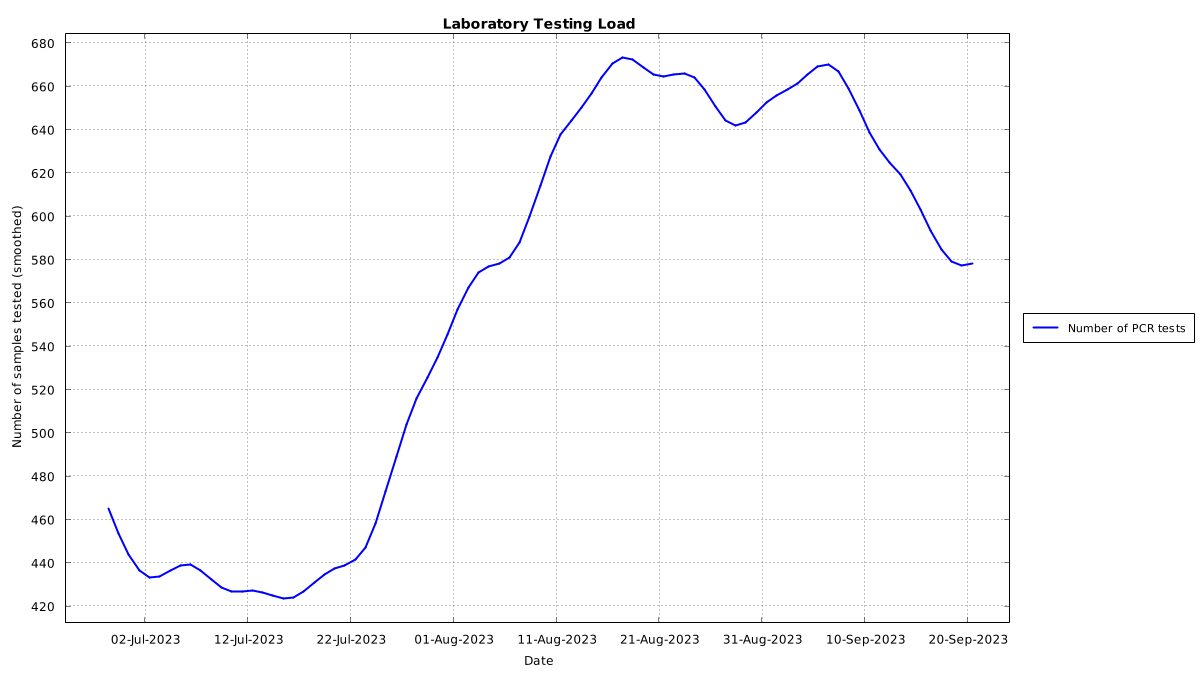 Laboratory Testing Load
Number of samples tested (smoothed)
680
660
640
620
600
580
560
540
520
500
480
460
440
420
02-Jul-2023 12-Jul-2023 22-Jul-2023 01-Aug-2023 11-Aug-2023 21-Aug-2023 31-Aug-2023 10-Sep-2023 20-Sep-2023
Date
Number of PCR tests